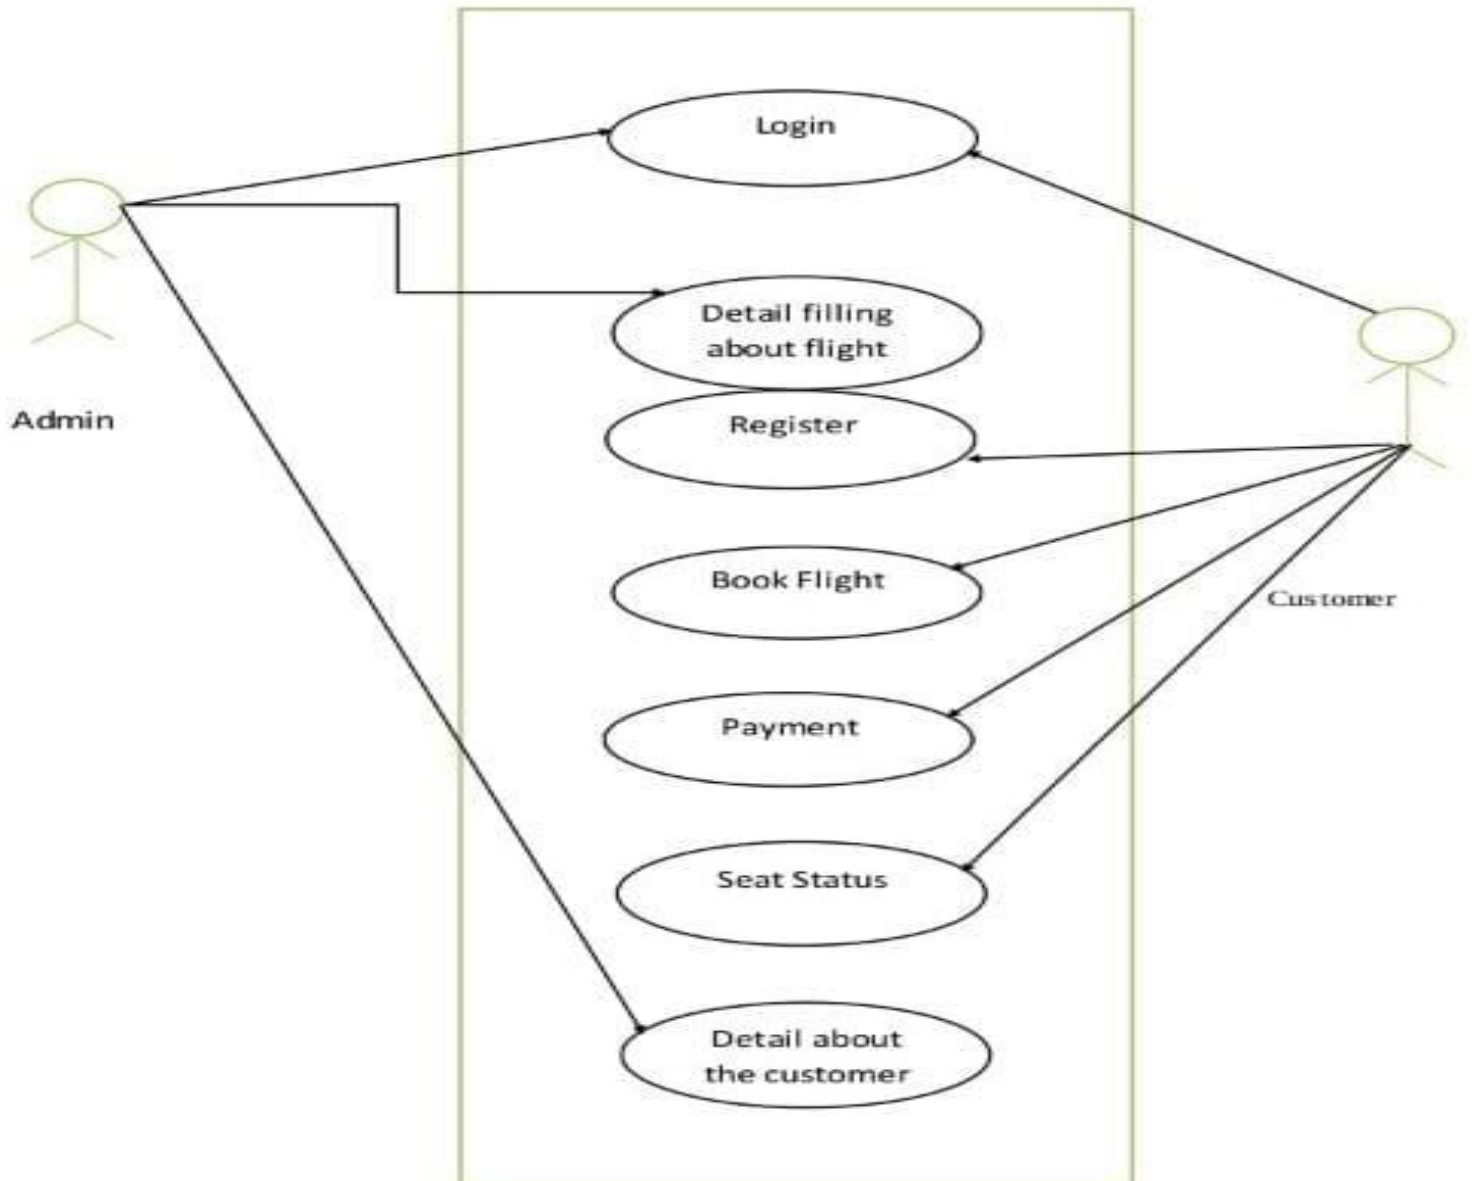 Login
Detail filling
about flight
Admin
Register
Book Flight
Customer
Payment
Seat Status
Detail about
the customer